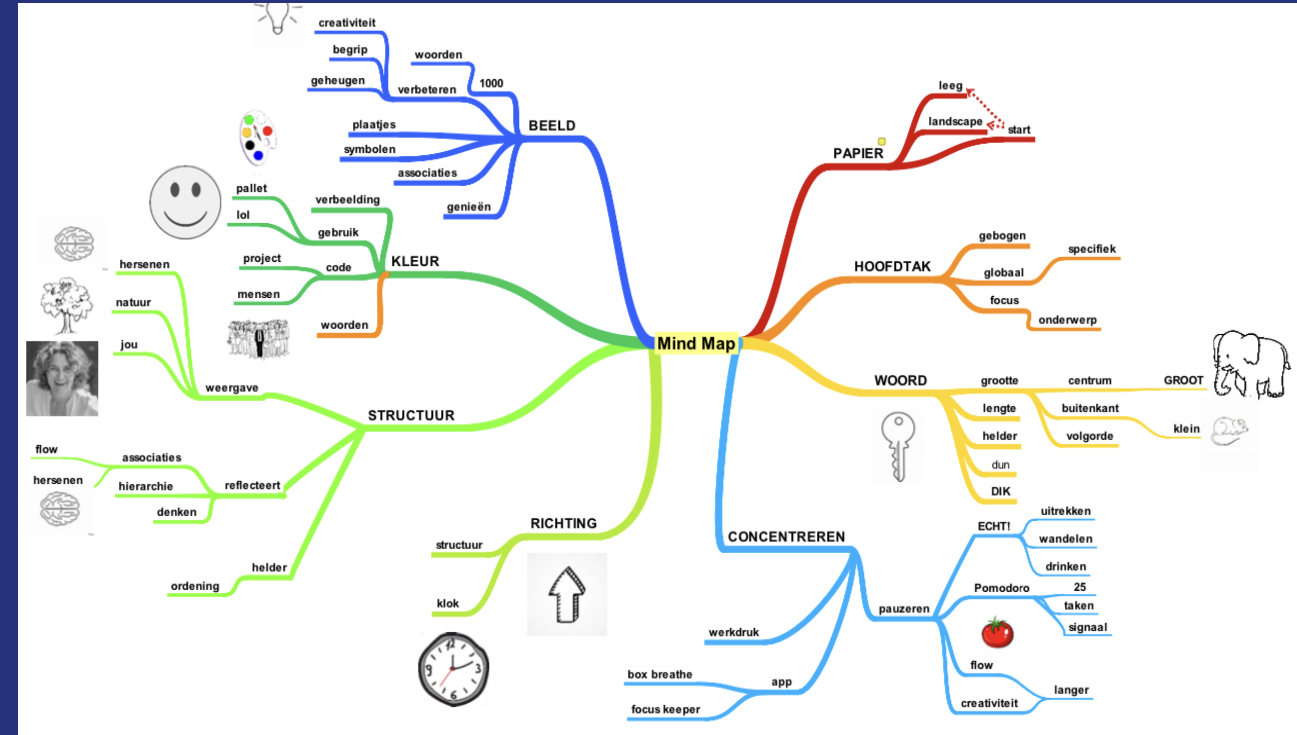 Mind Map
PAPIER
leeg
landscape
start
HOOFDTAK
gebogen
globaal
specifiek
focus
onderwerp
WOORD
grootte
centrum
GROOT
buitenkant
klein
volgorde
lengte
helder
dun
DIK
CONCENTREREN
pauzeren
ECHT!
uitrekken
wandelen
drinken
Pomodoro
25
taken
signaal
flow
creativiteit
langer
werkdruk
app
box breathe
focus keeper
RICHTING
structuur
klok
12
3
6
9
STRUCTUUR
weergave
hersenen
natuur
jou
reflecteert
associaties
flow
hersenen
hierarchie
denken
helder
ordening
KLEUR
verbeelding
gebruik
pallet
lol
code
project
mensen
woorden
BEELD
1000
woorden
verbeteren
creativiteit
begrip
geheugen
plaatjes
symbolen
associaties
genieën